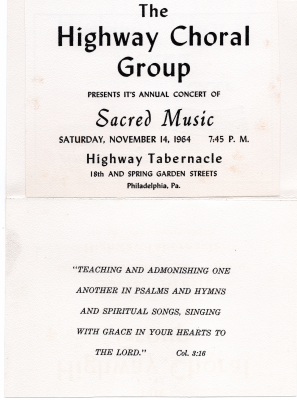 The
Highway Choral
Group
PRESENTS IT'S ANNUAL CONCERT OF
Sacred Music
SATURDAY, NOVEMBER 14, 1964 7:45 P. M.
Highway Tabernacle
18th AND SPRING GARDEN STREETS
Philadelphia, Pa.
"TEACHING AND ADMONISHING ONE
ANOTHER IN PSALMS AND HYMNS
AND SPIRITUAL SONGS, SINGING
WITH GRACE IN YOUR HEARTS TO
THE LORD." Col. 3:16